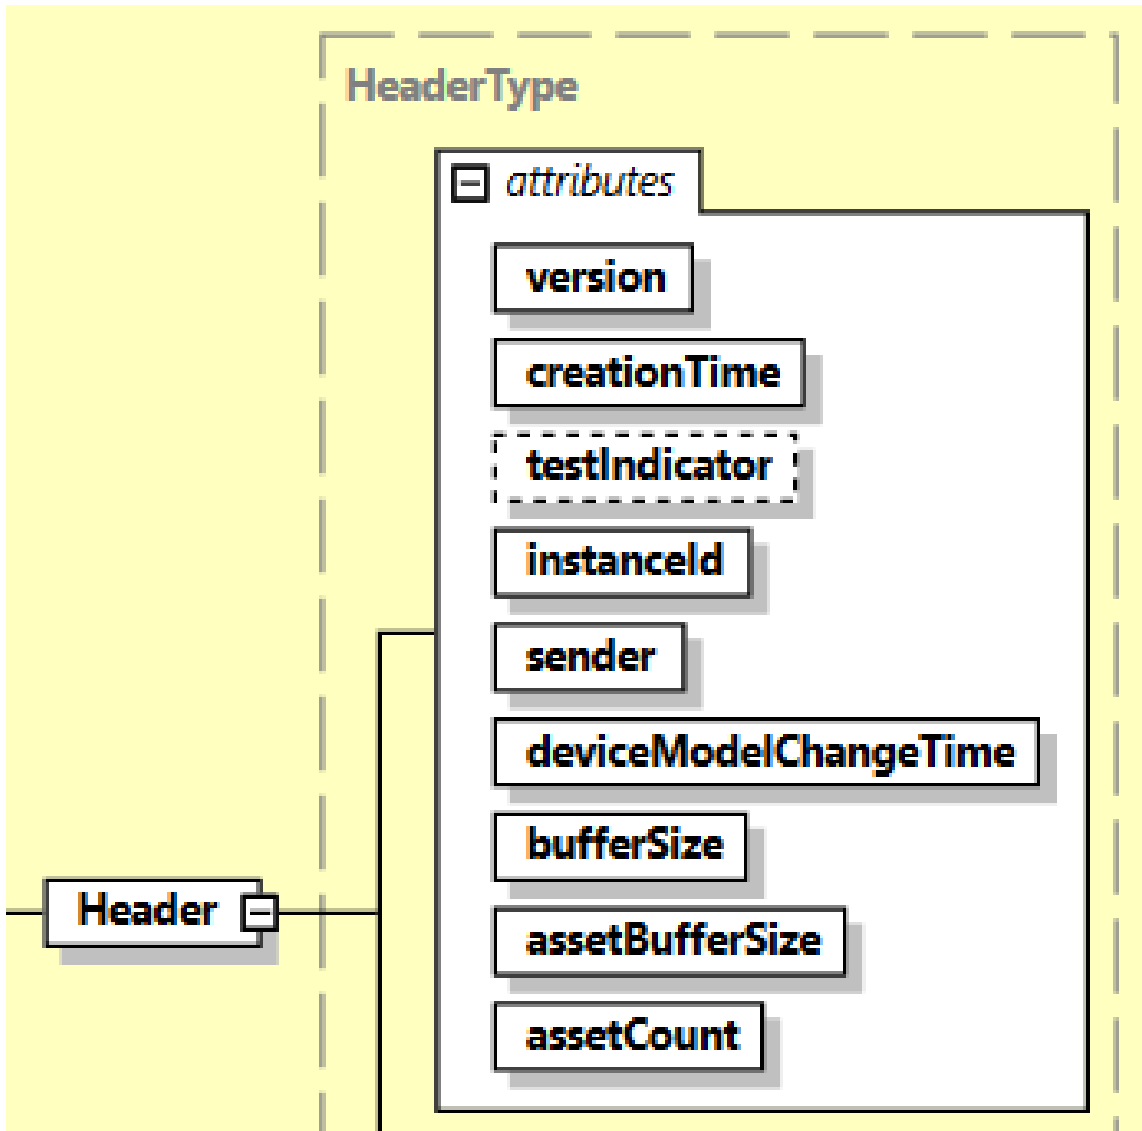 HeaderType
attributes
version
creationTime
testIndicator
instanceId
sender
deviceModelChangeTime
bufferSize
Header
assetBufferSize
assetCount